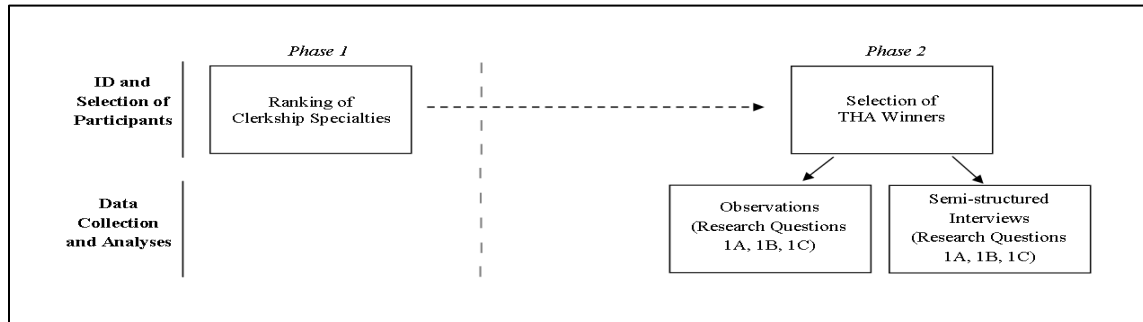 Phase 1
Phase 2
ID and
Selection of
Participants
Ranking of
Clerkship Specialties
Selection of
THA Winners
Data
Collection
and Analyses
Observations
(Research Questions
1A, 1B, 1C)
Semi-structured
Interviews
(Research Questions
1A, 1B, 1C)